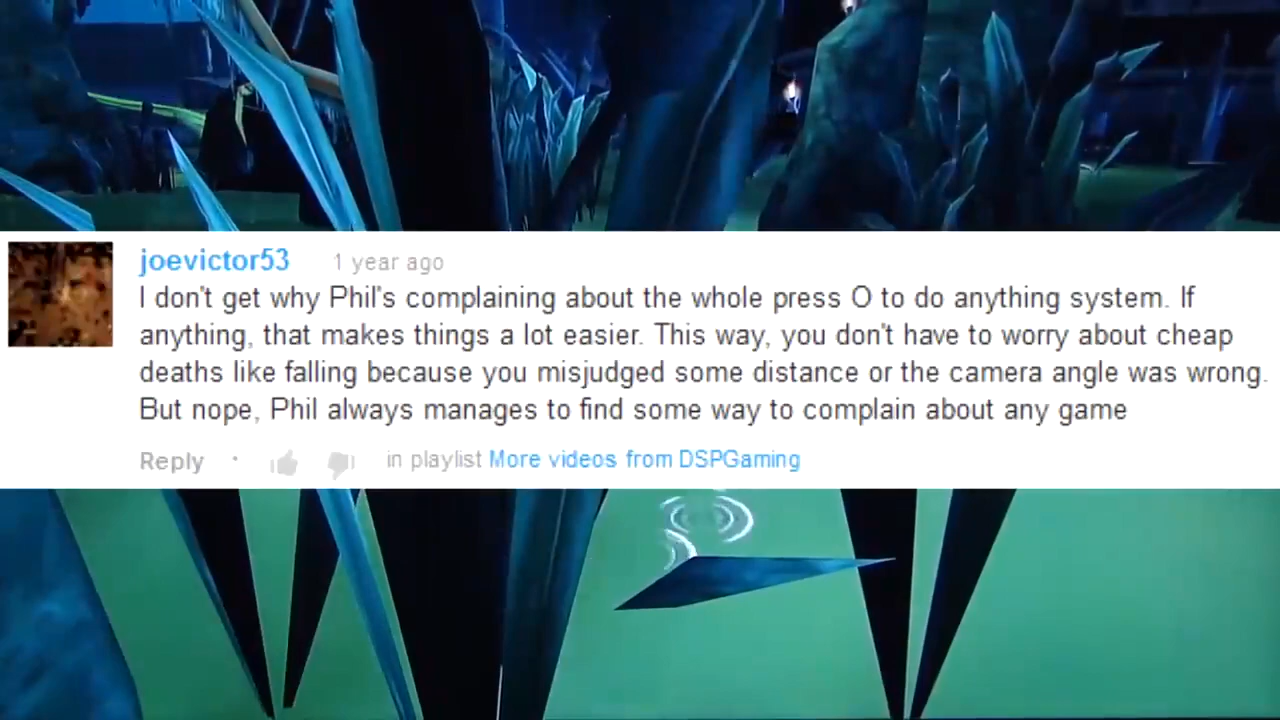 joevictor53 1 year ago
I don't get why Phil's complaining about the whole press O to do anything system. If
anything, that makes things a lot easier. This way, you don't have to worry about cheap
deaths like falling because you misjudged some distance or the camera angle was wrong.
But nope, Phil always manages to find some way to complain about any game
Reply · in playlist More videos from DSPGaming